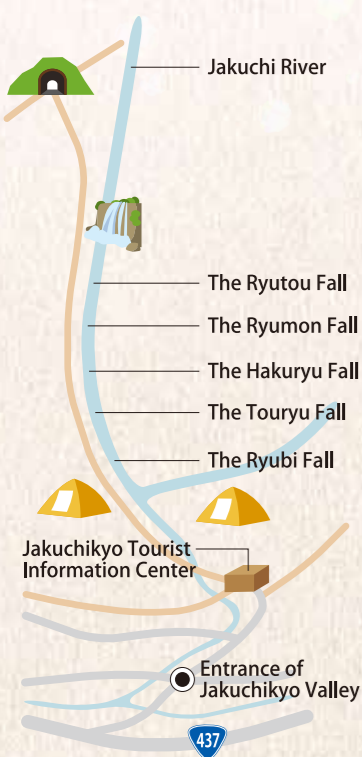 Jakuchi River
The Ryutou Fall
The Ryumon Fall
The Hakuryu Fall
The Touryu Fall
The Ryubi Fall
Jakuchikyo Tourist
Information Center
Entrance of
Jakuchikyo Valley
437